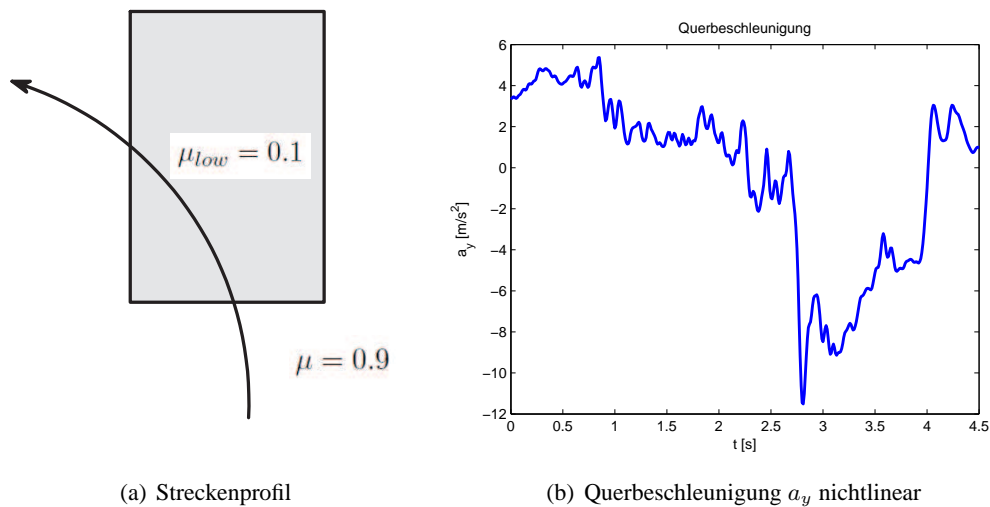 μ_low = 0.1
μ = 0.9
(a) Streckenprofil
Querbeschleunigung
6
4
2
0
−2
−4
−6
−8
−10
−12
a_y [m/s²]
0 0.5 1 1.5 2 2.5 3 3.5 4 4.5
t [s]
(b) Querbeschleunigung a_y nichtlinear